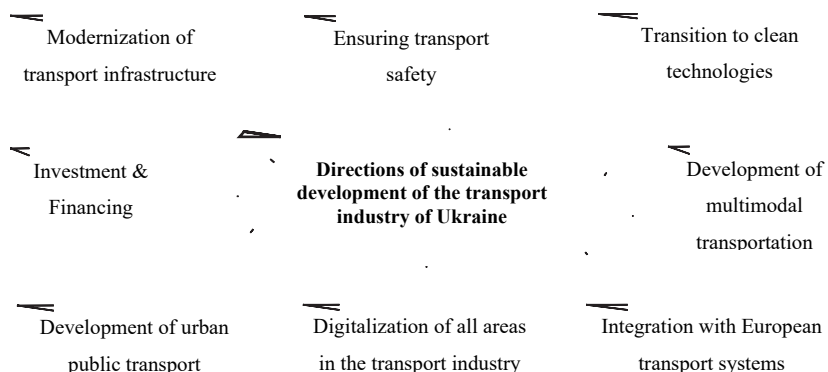 Modernization of
transport infrastructure
Ensuring transport
safety
Transition to clean
technologies
Investment &
Financing
Directions of sustainable
development of the transport
industry of Ukraine
Development of
multimodal
transportation
Development of urban
public transport
Digitalization of all areas
in the transport industry
Integration with European
transport systems